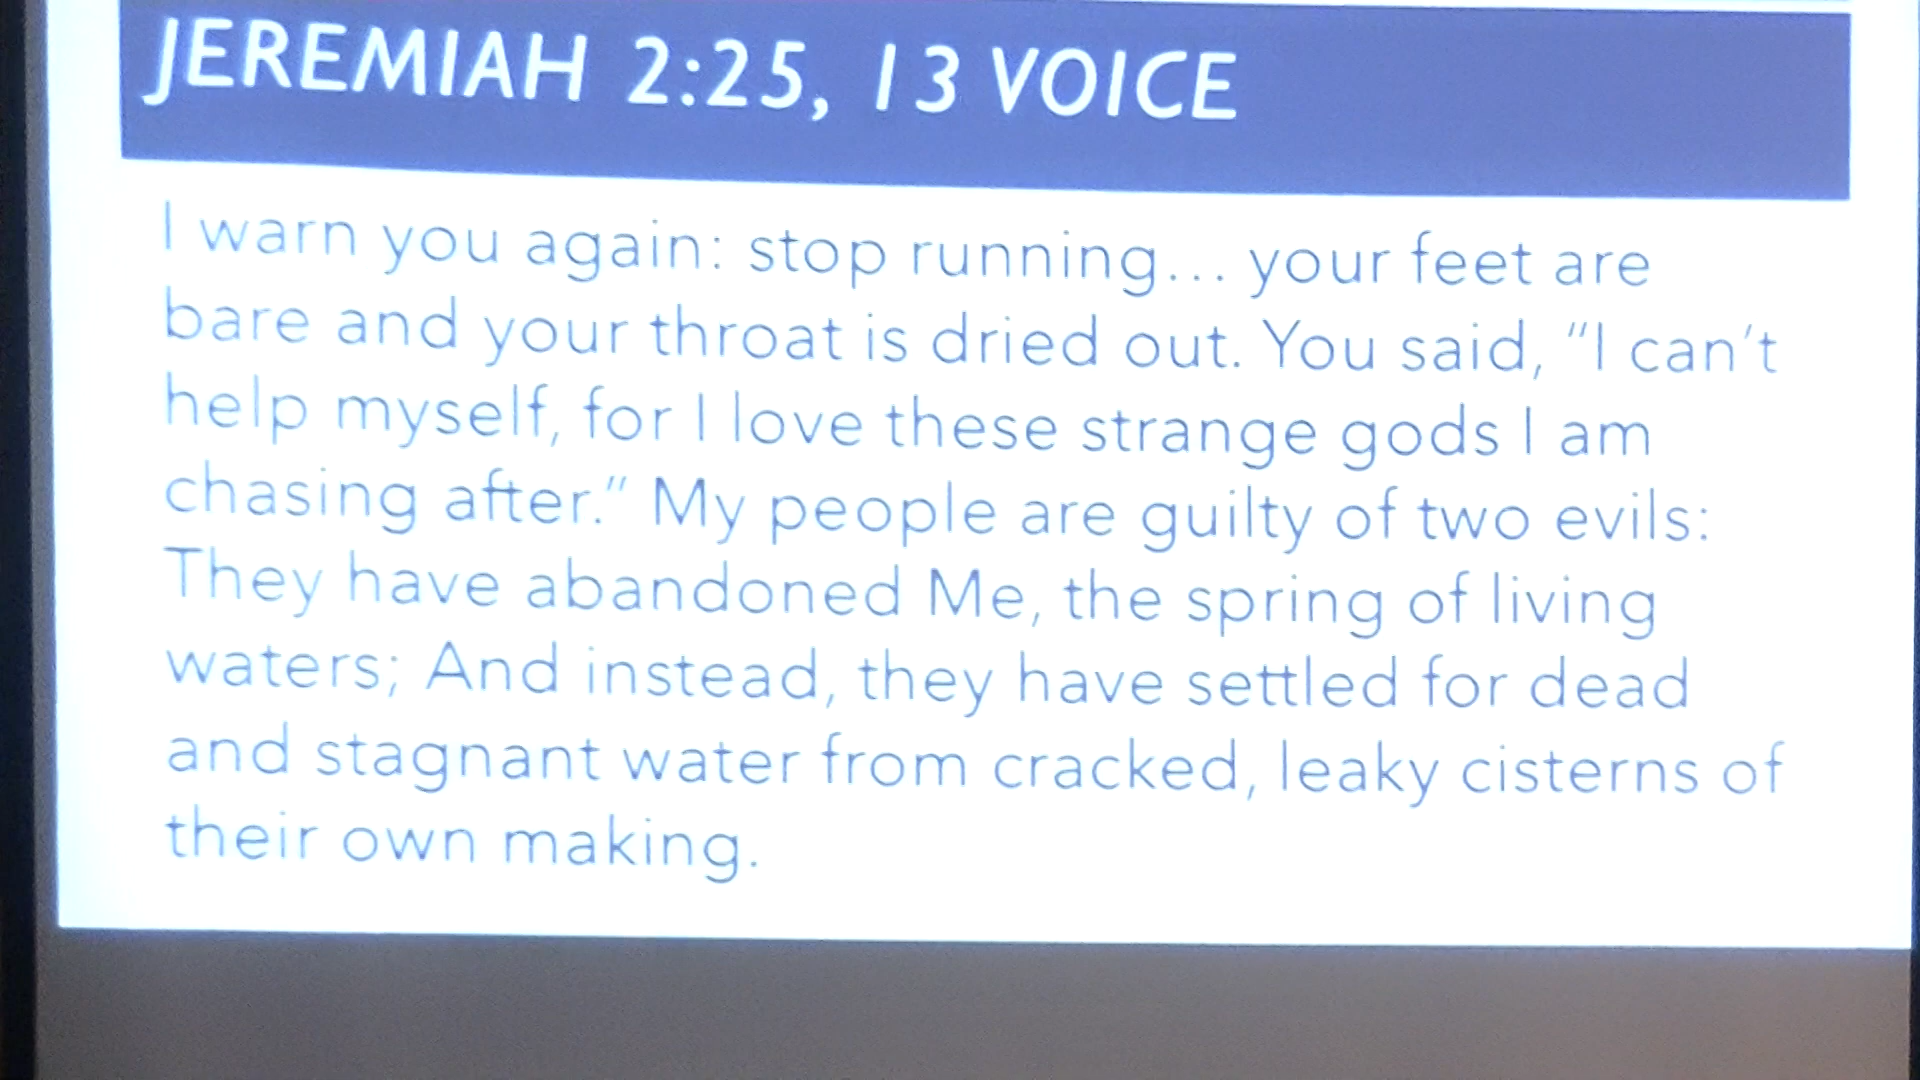 JEREMIAH 2:25, 13 VOICE
I warn you again: stop running... your feet are
bare and your throat is dried out. You said, "I can't
help myself, for I love these strange gods I am
chasing after." My people are guilty of two evils:
They have abandoned Me, the spring of living
waters; And instead, they have settled for dead
and stagnant water from cracked, leaky cisterns of
their own making.